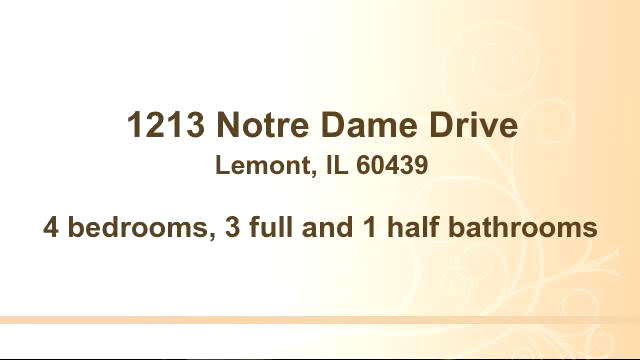 1213 Notre Dame Drive
Lemont, IL 60439
4 bedrooms, 3 full and 1 half bathrooms